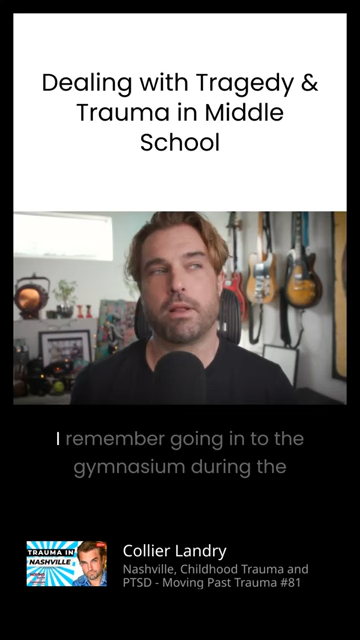 Dealing with Tragedy &
Trauma in Middle
School
I remember going in to the
gymnasium during the
TRAUMA IN
NASHVILLE
Collier Landry
Nashville, Childhood Trauma and
PTSD - Moving Past Trauma #81